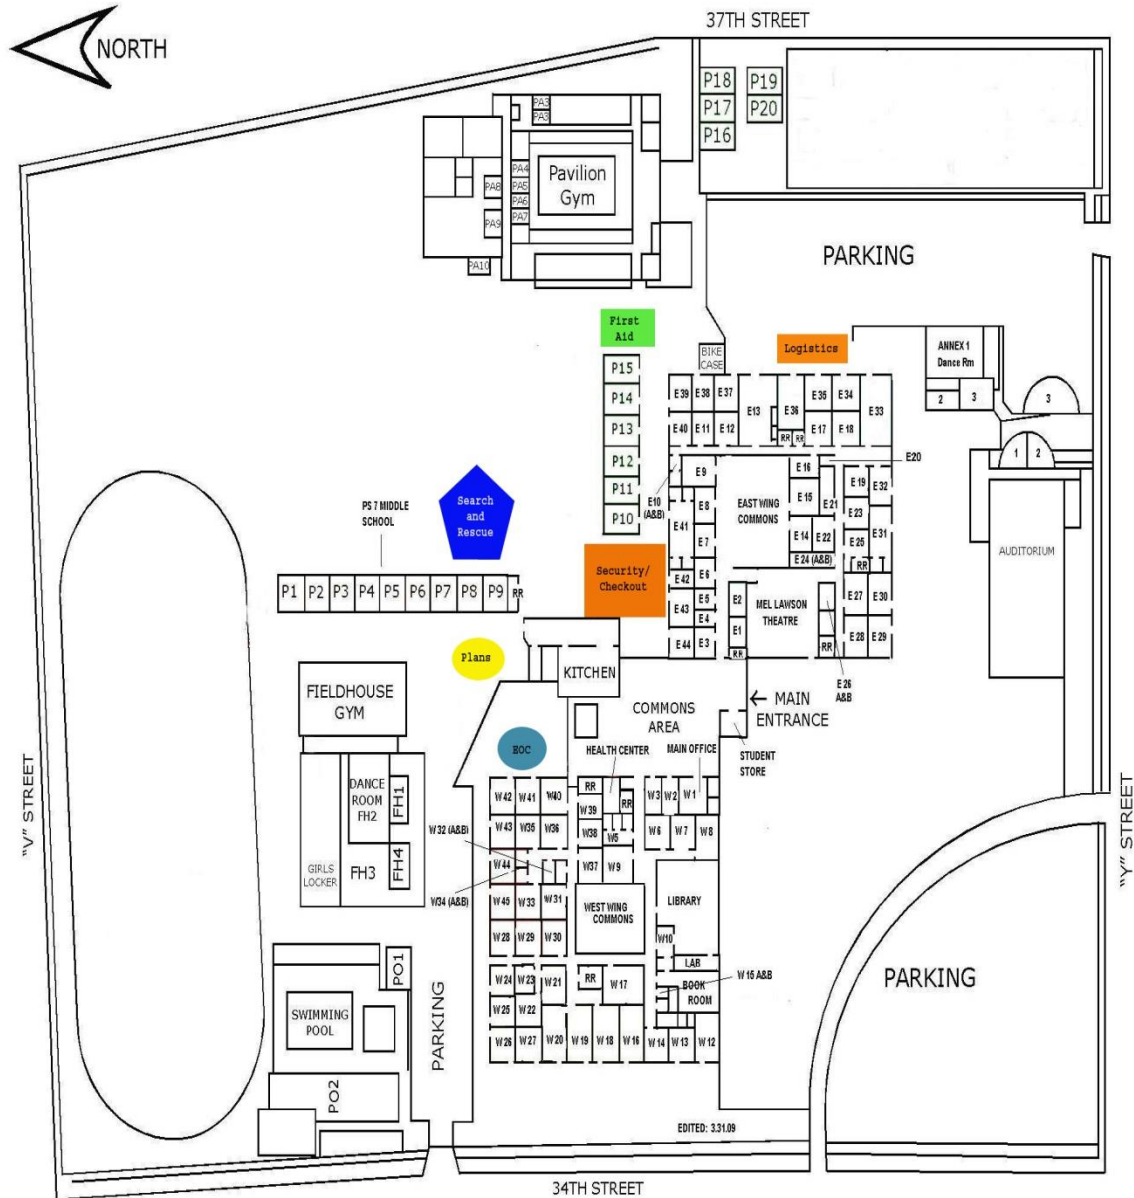 37TH STREET
NORTH
P18
P19
P17
P20
P16
PA3
PA3
Pavilion
Gym
PA4
PA5
PA6
PA7
PA8
PA9
PA10
PARKING
First
Aid
Logistics
BIKE
CASE
ANNEX 1
Dance Rm
2
3
3
1
2
P15
P14
P13
P12
P11
P10
E39
E38
E37
E13
E36
E35
E34
E33
E40
E11
E12
RR
RR
E17
E18
E20
E10
(A&B)
E9
E16
E8
E41
E7
EAST WING
COMMONS
E15
E21
E14
E22
E24 (A&B)
E19
E32
E23
E25
E31
RR
E42
E6
E43
E5
E4
E44
E3
E2
E1
RR
MEL LAWSON
THEATRE
RR
E27
E30
E28
E29
E 26
A&B
AUDITORIUM
Search
and
Rescue
PS 7 MIDDLE
SCHOOL
P1
P2
P3
P4
P5
P6
P7
P8
P9
RR
Security/
Checkout
Plans
KITCHEN
FIELDHOUSE
GYM
COMMONS
AREA
← MAIN
ENTRANCE
EOC
HEALTH CENTER
MAIN OFFICE
STUDENT
STORE
DANCE
ROOM
FH2
FH1
FH4
FH3
GIRLS
LOCKER
W 32 (A&B)
W34 (A&B)
W42
W41
W40
W43
W35
W36
W44
W45
W33
W31
W28
W29
W30
RR
RR
W39
W38
W5
W37
W9
W3
W2
W1
W6
W7
W8
WEST WING
COMMONS
LIBRARY
W10
LAB
BOOK
ROOM
W 15 A&B
W24
W23
W21
RR
W17
W25
W22
W26
W27
W20
W19
W18
W16
W14
W13
W12
PO1
SWIMMING
POOL
PO2
PARKING
PARKING
"V" STREET
"Y" STREET
EDITED: 3.31.09
34TH STREET